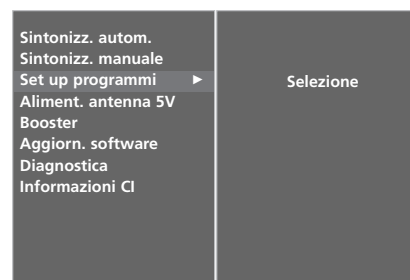 Sintonizz. autom.
Sintonizz. manuale
Set up programmi ►
Aliment. antenna 5V
Booster
Aggiorn. software
Diagnostica
Informazioni CI
Selezione